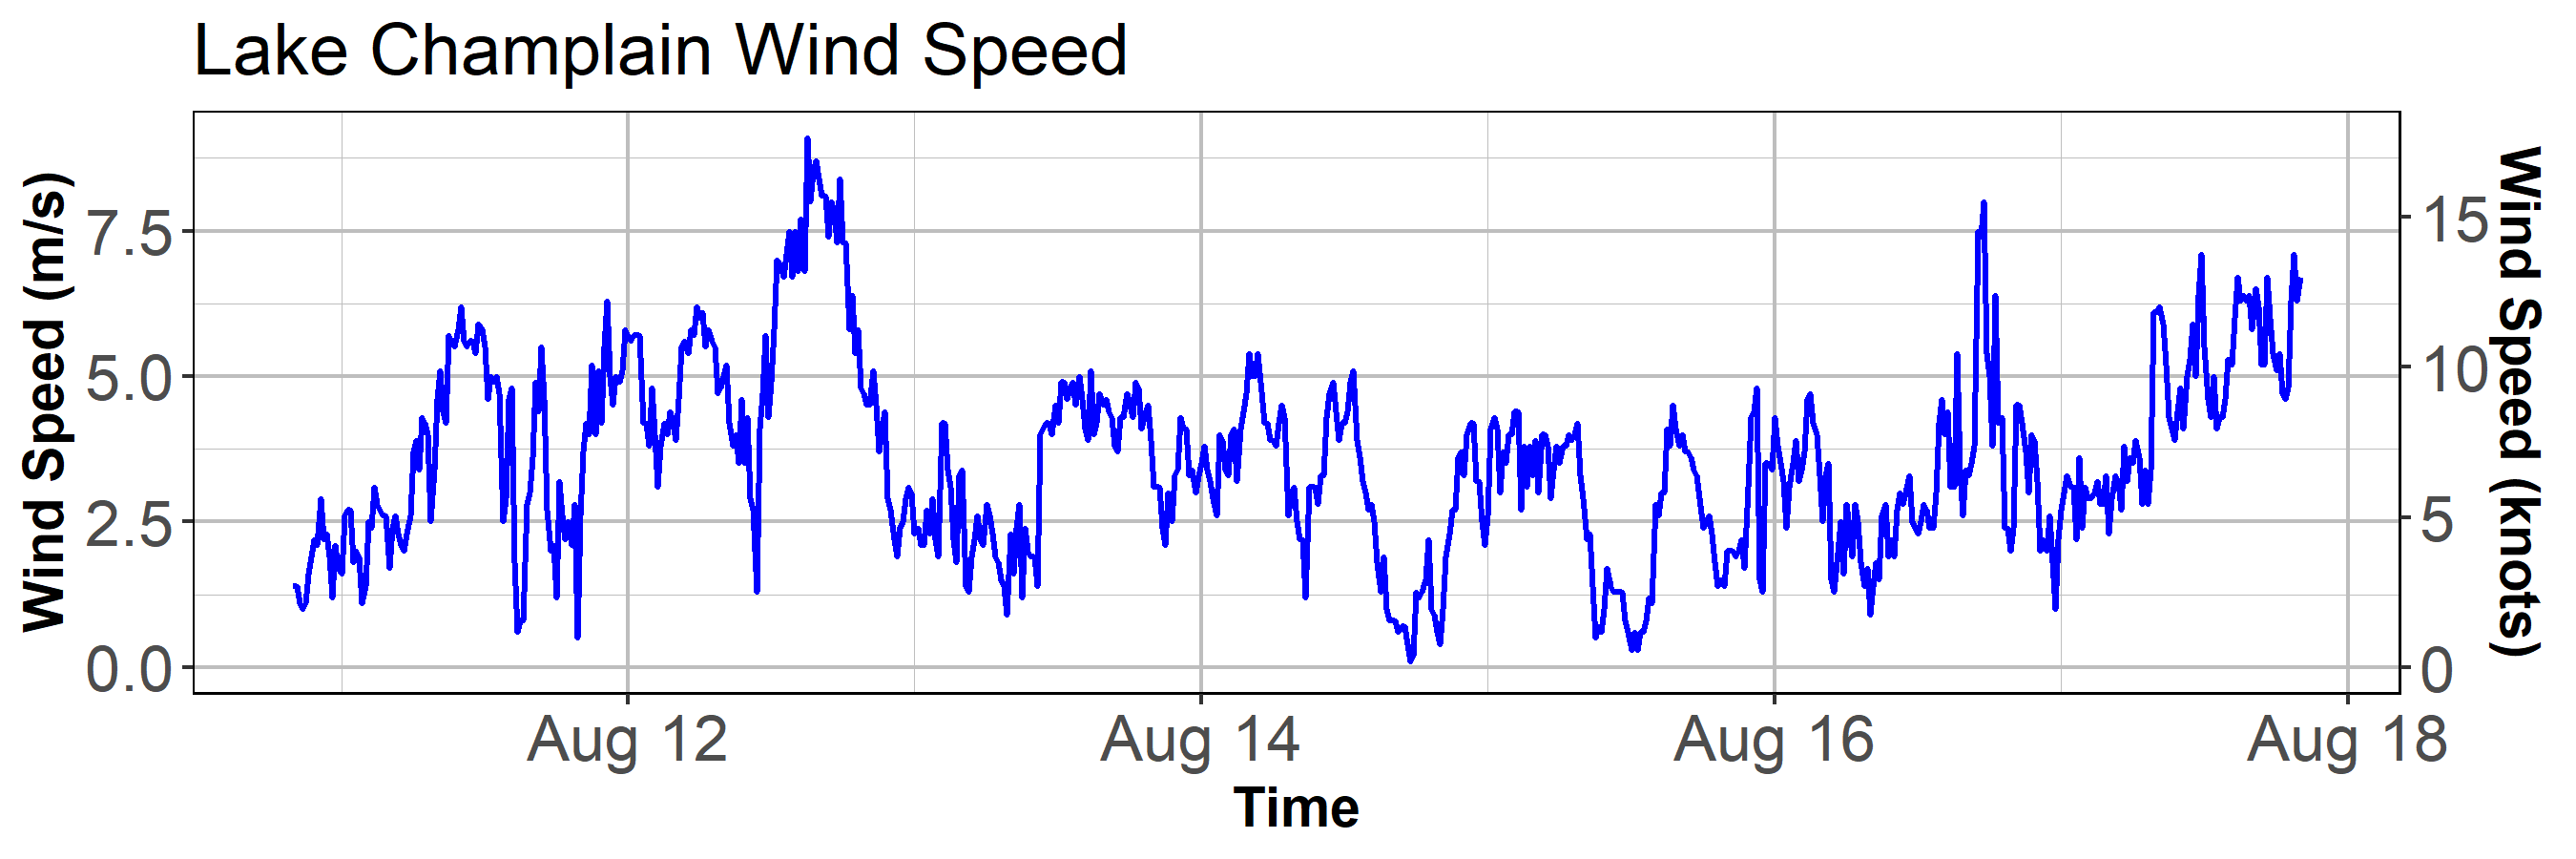 Lake Champlain Wind Speed
Wind Speed (m/s)
7.5
5.0
2.5
0.0
15
10
5
0
Wind Speed (knots)
Aug 12
Aug 14
Aug 16
Aug 18
Time